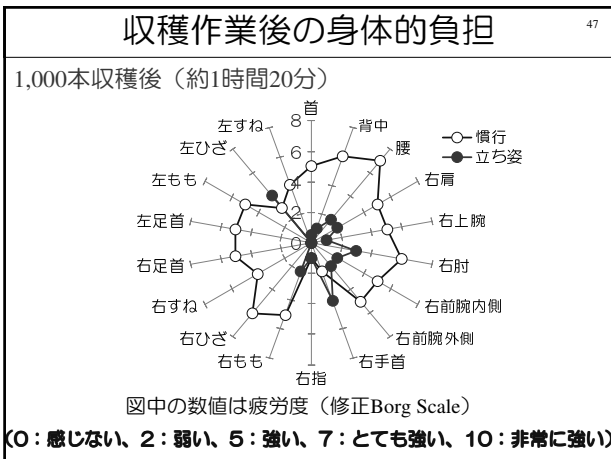 収穫作業後の身体的負担
47
1,000本収穫後（約1時間20分）
首
背中
腰
右肩
右上腕
右肘
右前腕内側
右前腕外側
右手首
右指
右もも
右ひざ
右すね
右足首
左足首
左もも
左ひざ
左すね
8
6
4
2
0
慣行
立ち姿
図中の数値は疲労度（修正Borg Scale）
（0：感じない、2：弱い、5：強い、7：とても強い、10：非常に強い）